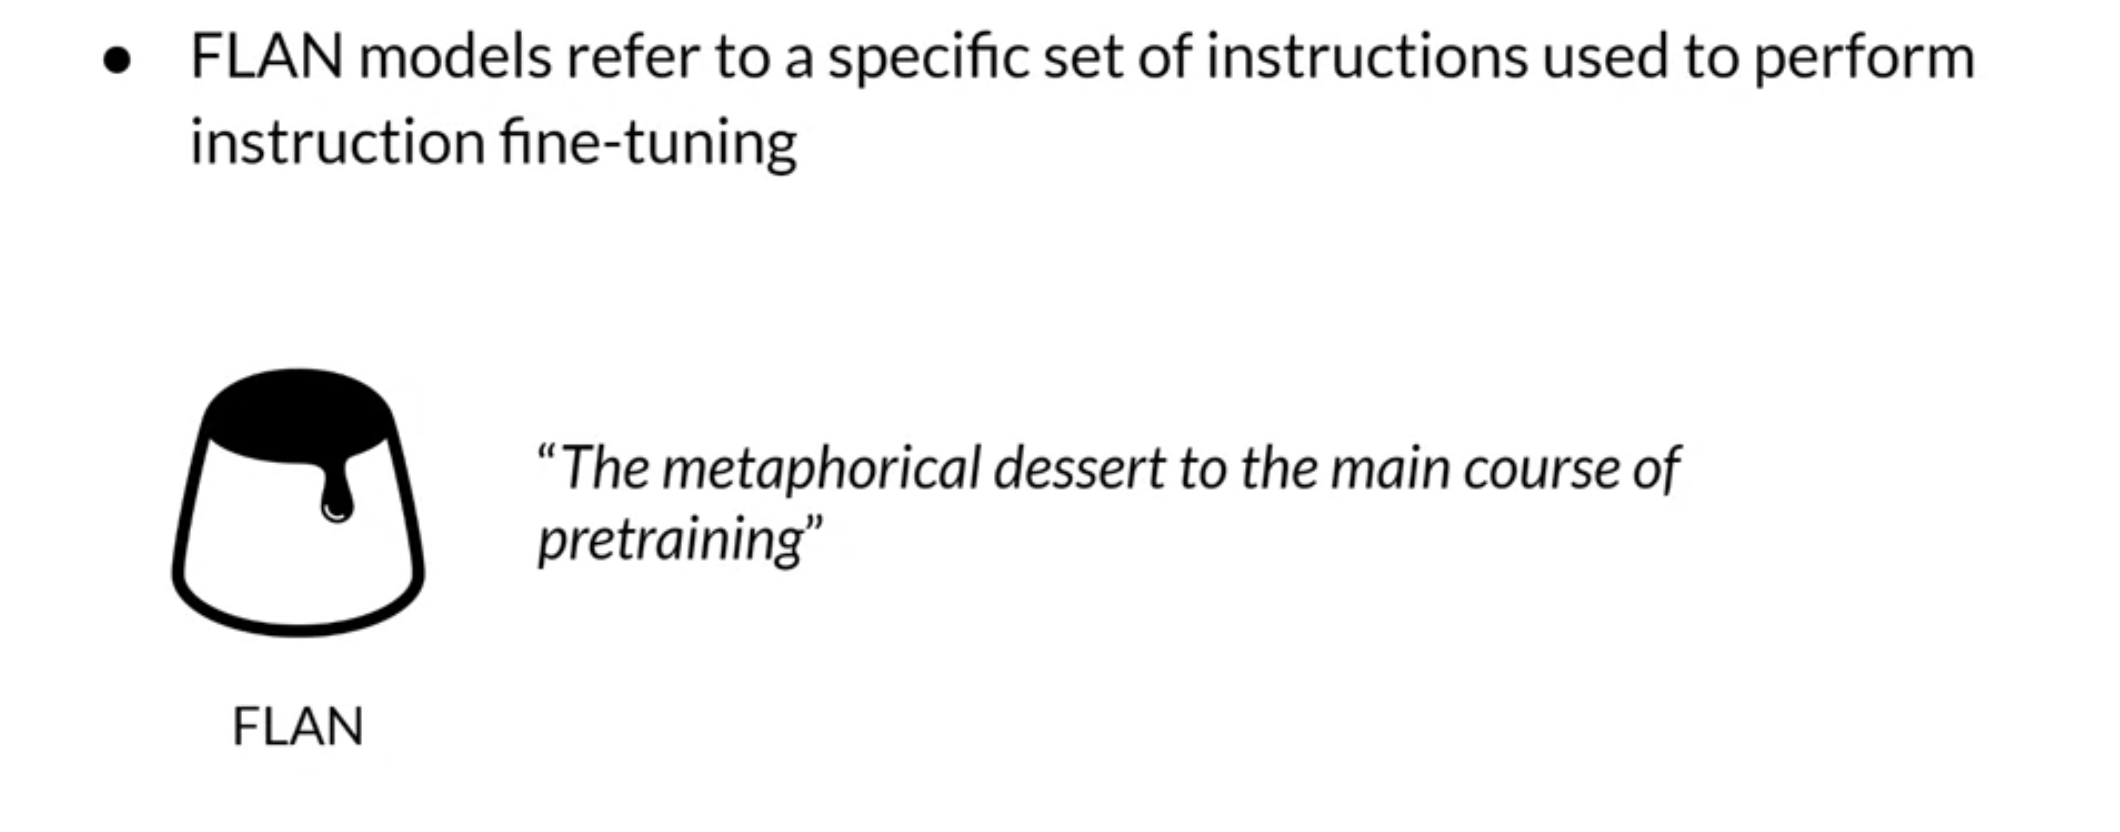 ● FLAN models refer to a specific set of instructions used to perform
instruction fine-tuning
“The metaphorical dessert to the main course of
pretraining”
FLAN